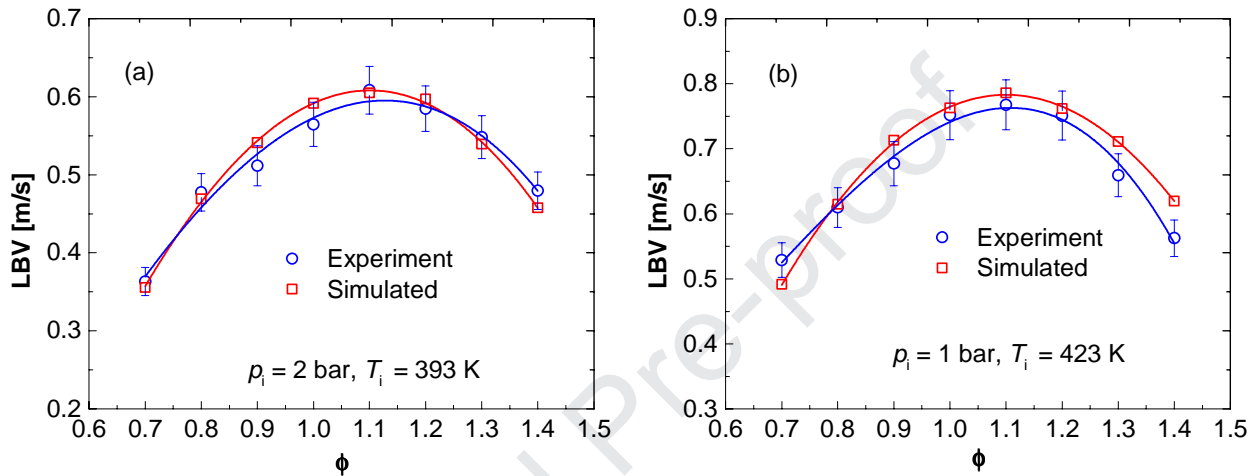 0.7
(a)
0.6
LBV [m/s]
0.5
Experiment
0.4
Simulated
0.3
pi = 2 bar, Ti = 393 K
0.2
0.6 0.7 0.8 0.9 1.0 1.1 1.2 1.3 1.4 1.5
ϕ
0.9
(b)
0.8
0.7
LBV [m/s]
0.6
Experiment
Simulated
0.5
0.4
pi = 1 bar, Ti = 423 K
0.3
0.6 0.7 0.8 0.9 1.0 1.1 1.2 1.3 1.4 1.5
ϕ
Pre-proof